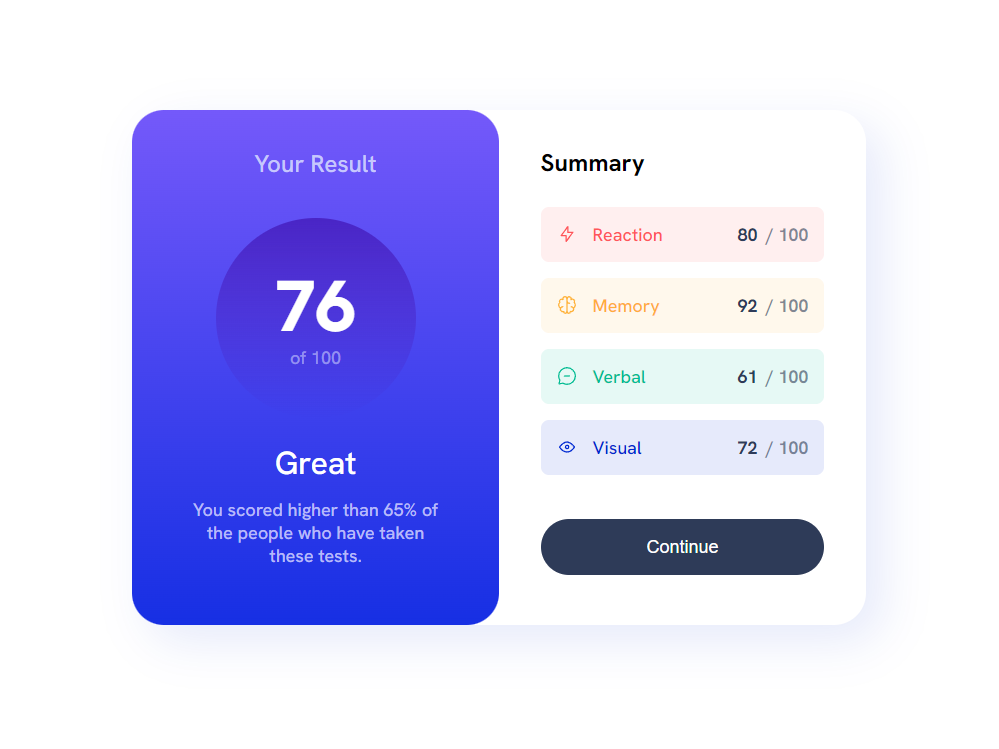 Your Result
76
of 100
Great
You scored higher than 65% of
the people who have taken
these tests.
Summary
Reaction 80 / 100
Memory 92 / 100
Verbal 61 / 100
Visual 72 / 100
Continue